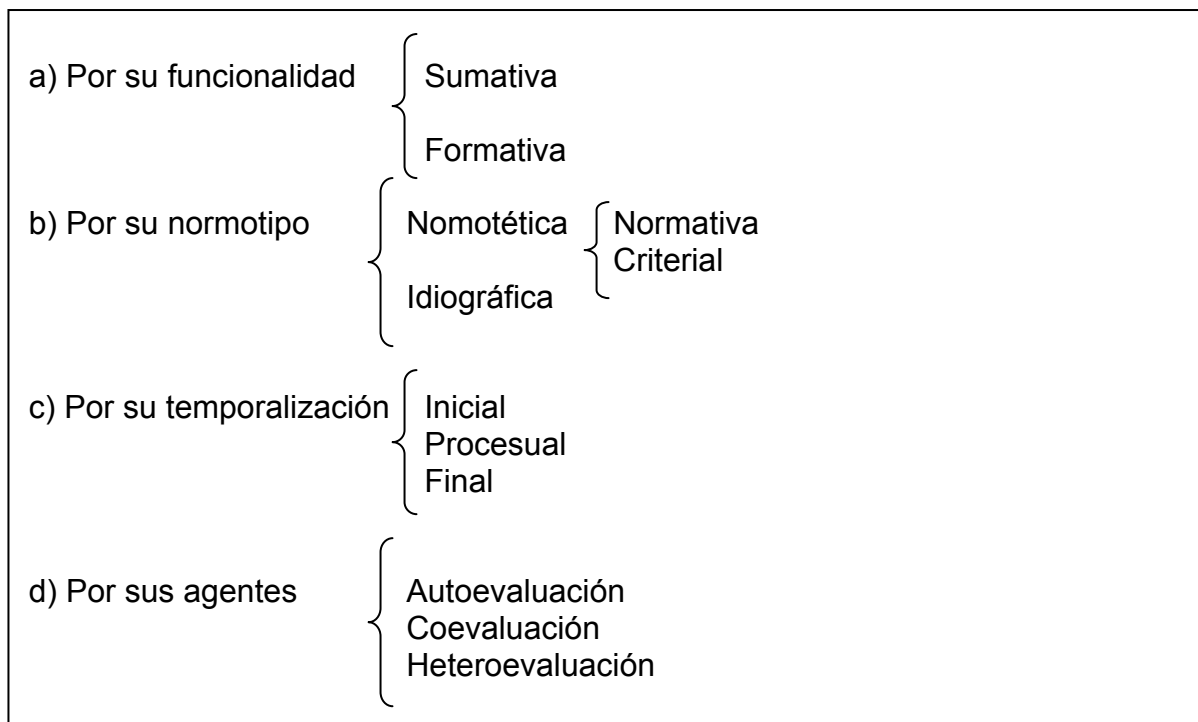 a) Por su funcionalidad Sumativa
Formativa
b) Por su normotipo Nomotética Normativa
Criterial
Idiográfica
c) Por su temporalización Inicial
Procesual
Final
d) Por sus agentes Autoevaluación
Coevaluación
Heteroevaluación